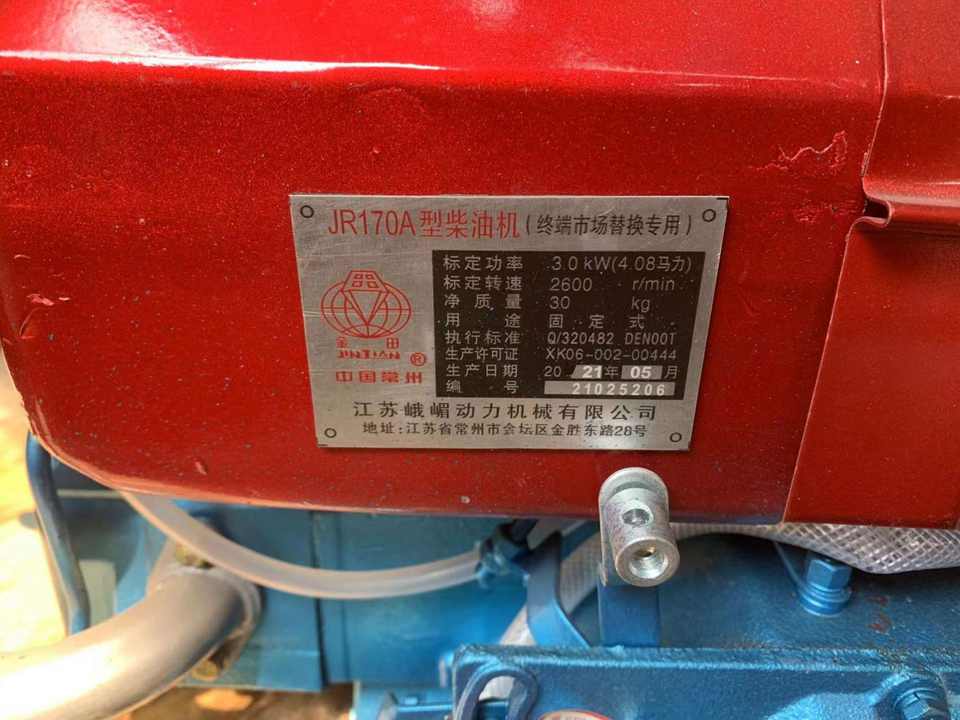 JR170A型柴油机(终端市场替换专用)
标定功率 3.0 kW(4.08马力)
标定转速 2600 r/min
净质量 30 kg
用途 固定式
执行标准 Q/320482 DEN00T
生产许可证 XK06-002-00444
生产日期 20 21年 05月
编号 21025206
金田
JINTIAN ®
中国常州
江苏峨嵋动力机械有限公司
地址:江苏省常州市金坛区金胜东路28号